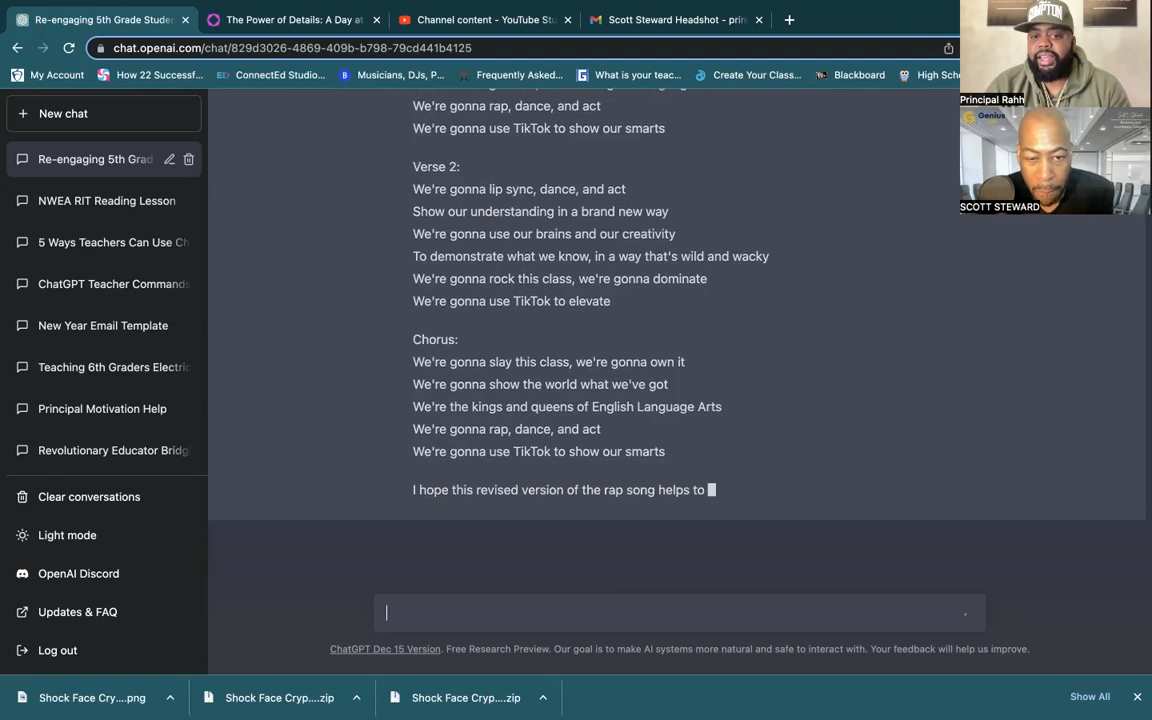 Re-engaging 5th Grade Studen
The Power of Details: A Day at
Channel content - YouTube Stu
Scott Steward Headshot - prin
chat.openai.com/chat/829d3026-4869-409b-b798-79cd441b4125
My Account
How 22 Successf...
ConnectEd Studio...
Musicians, DJs, P...
Frequently Asked...
What is your teac...
Create Your Class...
Blackboard
High Scho
COMPTON
Principal Rahh
Genius
SCOTT STEWARD
New chat
Re-engaging 5th Grad
NWEA RIT Reading Lesson
5 Ways Teachers Can Use Ch
ChatGPT Teacher Commands
New Year Email Template
Teaching 6th Graders Electric
Principal Motivation Help
Revolutionary Educator Bridg
Clear conversations
Light mode
OpenAI Discord
Updates & FAQ
Log out
We're gonna rap, dance, and act
We're gonna use TikTok to show our smarts
Verse 2:
We're gonna lip sync, dance, and act
Show our understanding in a brand new way
We're gonna use our brains and our creativity
To demonstrate what we know, in a way that's wild and wacky
We're gonna rock this class, we're gonna dominate
We're gonna use TikTok to elevate
Chorus:
We're gonna slay this class, we're gonna own it
We're gonna show the world what we've got
We're the kings and queens of English Language Arts
We're gonna rap, dance, and act
We're gonna use TikTok to show our smarts
I hope this revised version of the rap song helps to
ChatGPT Dec 15 Version. Free Research Preview. Our goal is to make AI systems more natural and safe to interact with. Your feedback will help us improve.
Shock Face Cryp....png
Shock Face Cryp....zip
Shock Face Cryp....zip
Show All